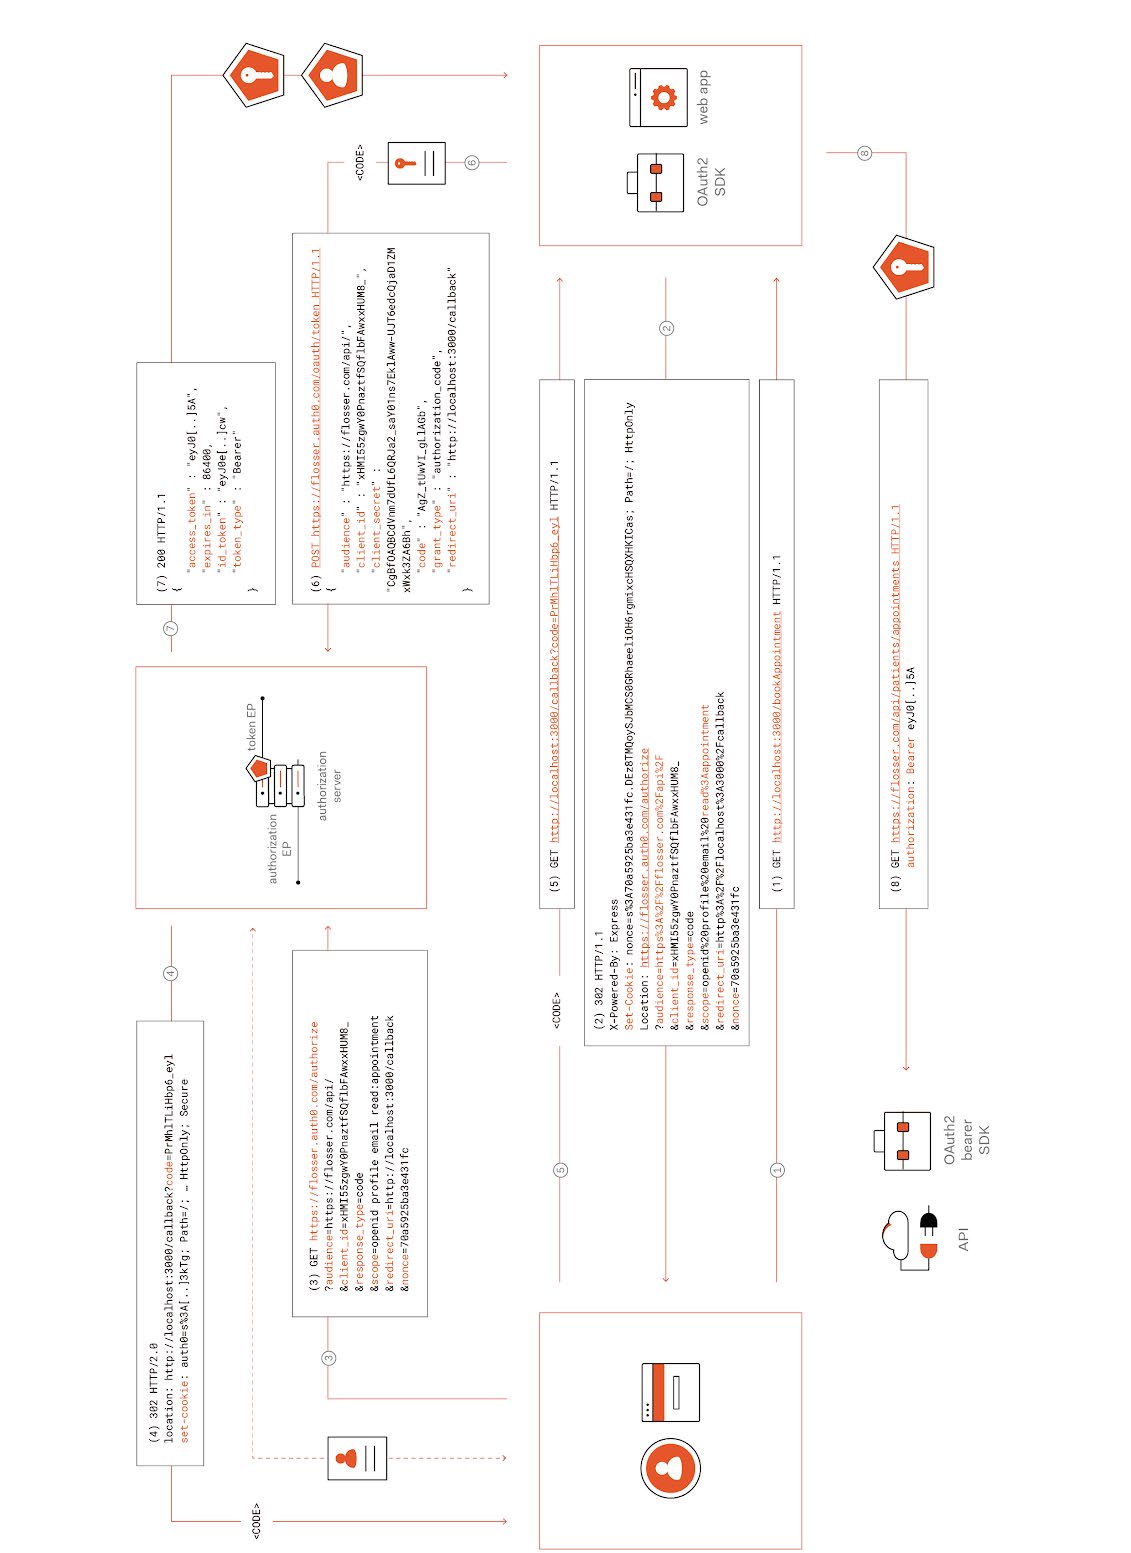 (4) 302 HTTP/2.0
location: http://localhost:3000/callback?code=PrMhlTLiHbp6_eyl
set-cookie: auth0=s%3A[..]3kTg; Path=/; … HttpOnly; Secure
4
7
(7) 200 HTTP/1.1
{
"access_token" : "eyJ0[..]5A",
"expires_in" : 86400,
"id_token" : "eyJ0e[..]cw",
"token_type" : "Bearer"
}
<CODE>
token EP
authorization
EP
authorization
server
3
(3) GET https://flosser.auth0.com/authorize
?audience=https://flosser.com/api/
&client_id=xHMI55zgwY0PnaztfSQflbFAwxxHUM8_
&response_type=code
&scope=openid profile email read:appointment
&redirect_uri=http://localhost:3000/callback
&nonce=70a5925ba3e431fc
(6) POST https://flosser.auth0.com/oauth/token HTTP/1.1
{
"audience" : "https://flosser.com/api/",
"client_id" : "xHMI55zgwY0PnaztfSQflbFAwxxHUM8_",
"client_secret" :
"CgBfOAQBCdVnm7dUfL6QRJa2_saY01ns7EklAww-UJT6edcQjaD1ZM
xWxk3ZA6Bh",
"code" : "AgZ_tUwVI_gLlAGb",
"grant_type" : "authorization_code",
"redirect_uri" : "http://localhost:3000/callback"
}
<CODE>
6
5
<CODE>
(5) GET http://localhost:3000/callback?code=PrMhlTLiHbp6_eyl HTTP/1.1
(2) 302 HTTP/1.1
X-Powered-By: Express
Set-Cookie: nonce=s%3A70a5925ba3e431fc.DEz8TMQoySJbMCS0GRhaeeliOH6rgmixcHSQXHKICas; Path=/; HttpOnly
Location: https://flosser.auth0.com/authorize
?audience=https%3A%2F%2Fflosser.com%2Fapi%2F
&client_id=xHMI55zgwY0PnaztfSQflbFAwxxHUM8_
&response_type=code
&scope=openid%20profile%20email%20read%3Aappointment
&redirect_uri=http%3A%2F%2Flocalhost%3A3000%2Fcallback
&nonce=70a5925ba3e431fc
2
OAuth2
SDK
web app
1
(1) GET http://localhost:3000/bookAppointment HTTP/1.1
8
(8) GET https://flosser.com/api/patients/appointments HTTP/1.1
authorization: Bearer eyJ0[..]5A
API
OAuth2
bearer
SDK